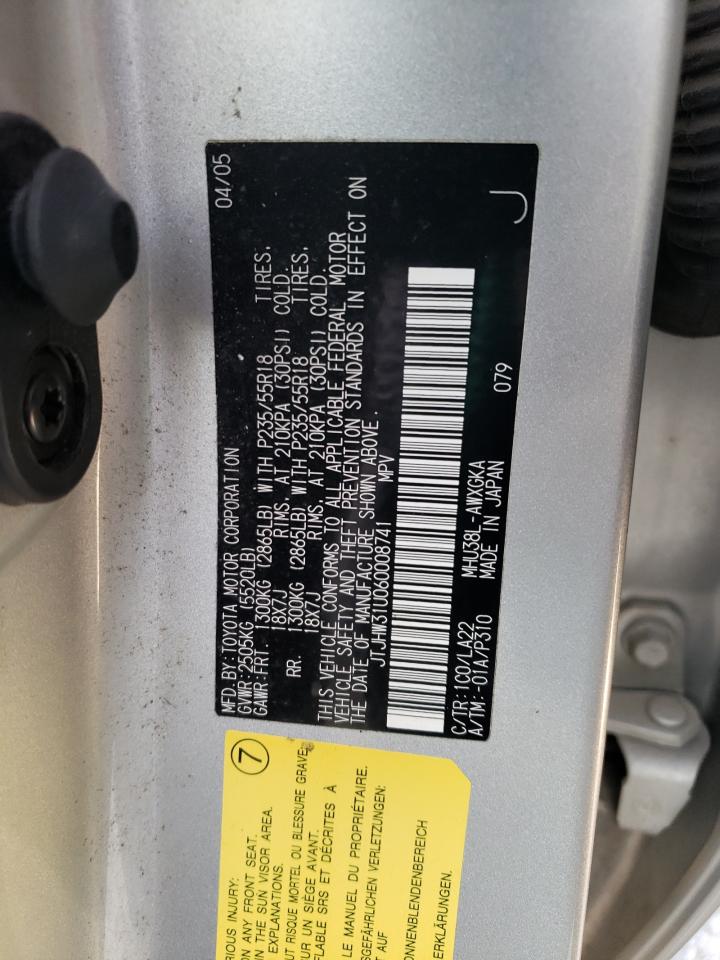 MFD.BY:TOYOTA MOTOR CORPORATION 04/05
GVWR:2505KG (5520LB)
GAWR:FRT. 1300KG (2865LB) WITH P235/55R18 TIRES,
18X7J RIMS, AT 210KPA (30PSI) COLD.
RR. 1300KG (2865LB) WITH P235/55R18 TIRES,
18X7J RIMS, AT 210KPA (30PSI) COLD.
THIS VEHICLE CONFORMS TO ALL APPLICABLE FEDERAL MOTOR
VEHICLE SAFETY AND THEFT PREVENTION STANDARDS IN EFFECT ON
THE DATE OF MANUFACTURE SHOWN ABOVE.
JTJHW31U060008741 MPV
C/TR:1C0/LA22 MHU38L-AWXGKA 079
A/TM:-01A/P310 MADE IN JAPAN J
7
RIOUS INJURY:
ON ANY FRONT SEAT.
IN THE SUN VISOR AREA.
EXPLANATIONS.
UT RISQUE MORTEL OU BLESSURE GRAVE
UR UN SIÈGE AVANT.
FLABLE SRS ET DÉCRITES À
LE MANUEL DU PROPRIÉTAIRE.
SGEFÄHRLICHEN VERLETZUNGEN:
T AUF
ONNENBLENDENBEREICH
ERKLÄRUNGEN.